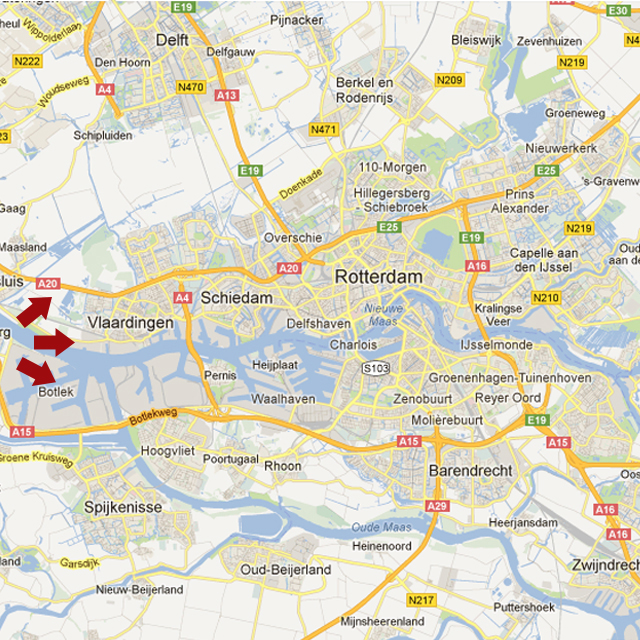 E19
E30
Pijnacker
Wippolderlaan
Delft
Bleiswijk
Zevenhuizen
N222
Den Hoorn
Delfgauw
N219
A4
N470
A13
Berkel en
Rodenrijs
N209
Woudseweg
Groeneweg
N471
Schipluiden
Nieuwerkerk
E19
Doenkade
110-Morgen
E25
Hillegersberg
- Schiebroek
Prins
Alexander
's-Gravenw
Gaag
Overschie
E25
E19
N219
Maasland
Capelle aan
den IJssel
Oud
aan de
sluis
A20
A20
Rotterdam
A16
A4
Schiedam
N210
Nieuwe
Maas
Kralingse
Veer
Vlaardingen
Delfshaven
Charlois
IJsselmonde
Heijplaat
S103
Pernis
Groenenhagen-Tuinenhoven
Botlek
Waalhaven
Zenobuurt
Reyer Oord
Botlekweg
Molièrebuurt
E19
A15
A15
A15
Hoogvliet
Groene Kruisweg
Poortugaal
Rhoon
Barendrecht
Oos
Spijkenisse
A29
A16
Oude Maas
Heerjansdam
A16
Heinenoord
Garsdijk
Oud-Beijerland
Zwijndrech
Nieuw-Beijerland
N217
Puttershoek
Mijnsheerenland